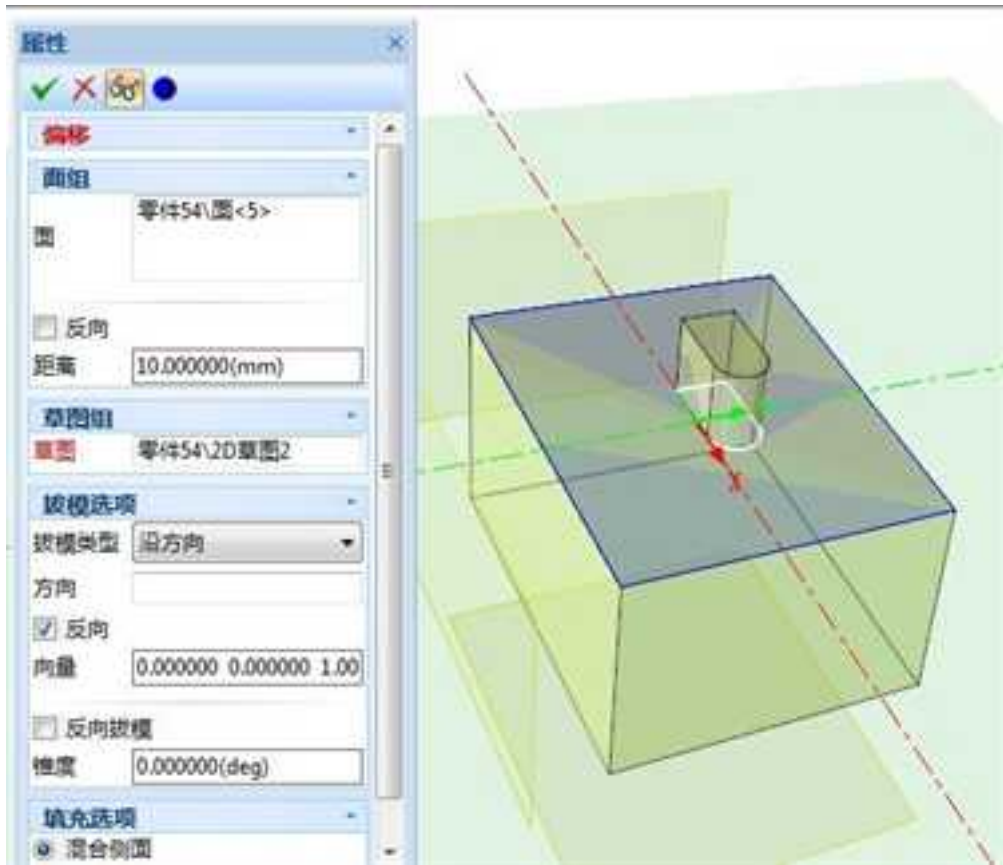 属性
偏移
面组
零件54\面<5>
面
反向
距离
10.000000(mm)
草图组
草图
零件54\2D草图2
拔模选项
拔模类型
沿方向
方向
反向
向量
0.000000 0.000000 1.00
反向拔模
锥度
0.000000(deg)
填充选项
混合侧面